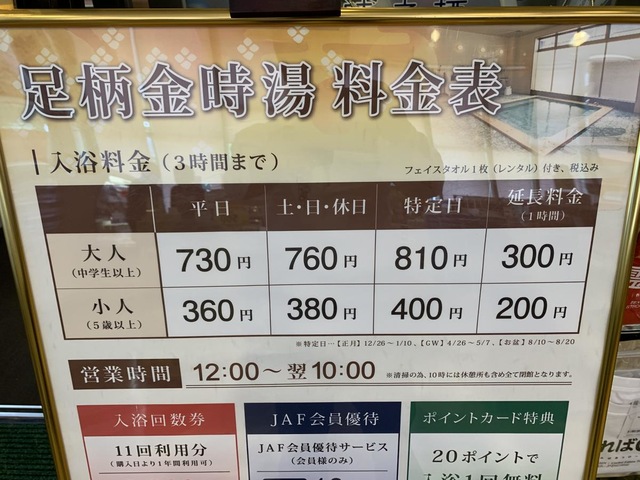 足柄金時湯 料金表
入浴料金（3時間まで）
フェイスタオル1枚（レンタル）付き、税込み
平日 土・日・休日 特定日 延長料金
（1時間）
大人 730円 760円 810円 300円
（中学生以上）
小人 360円 380円 400円 200円
（5歳以上）
※特定日…【正月】12/26～1/10、【GW】4/26～5/7、【お盆】8/10～8/20
営業時間 12:00～翌10:00 ※清掃の為、10時には休憩所も含め全て閉館となります。
入浴回数券
11回利用分
（購入日より1年間利用可）
JAF会員優待
JAF会員優待サービス
（会員様のみ）
ポイントカード特典
20ポイントで
入浴1回無料